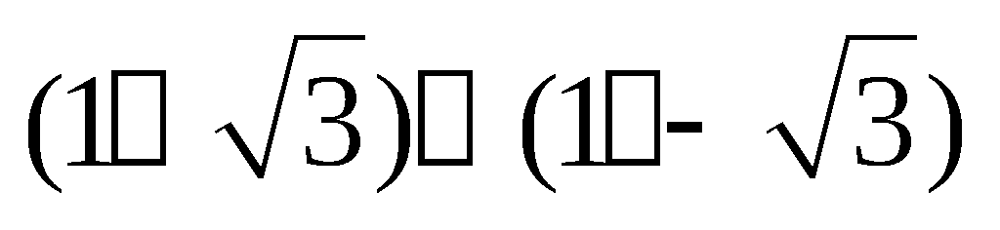 (1□ √3)□ (1□- √3)